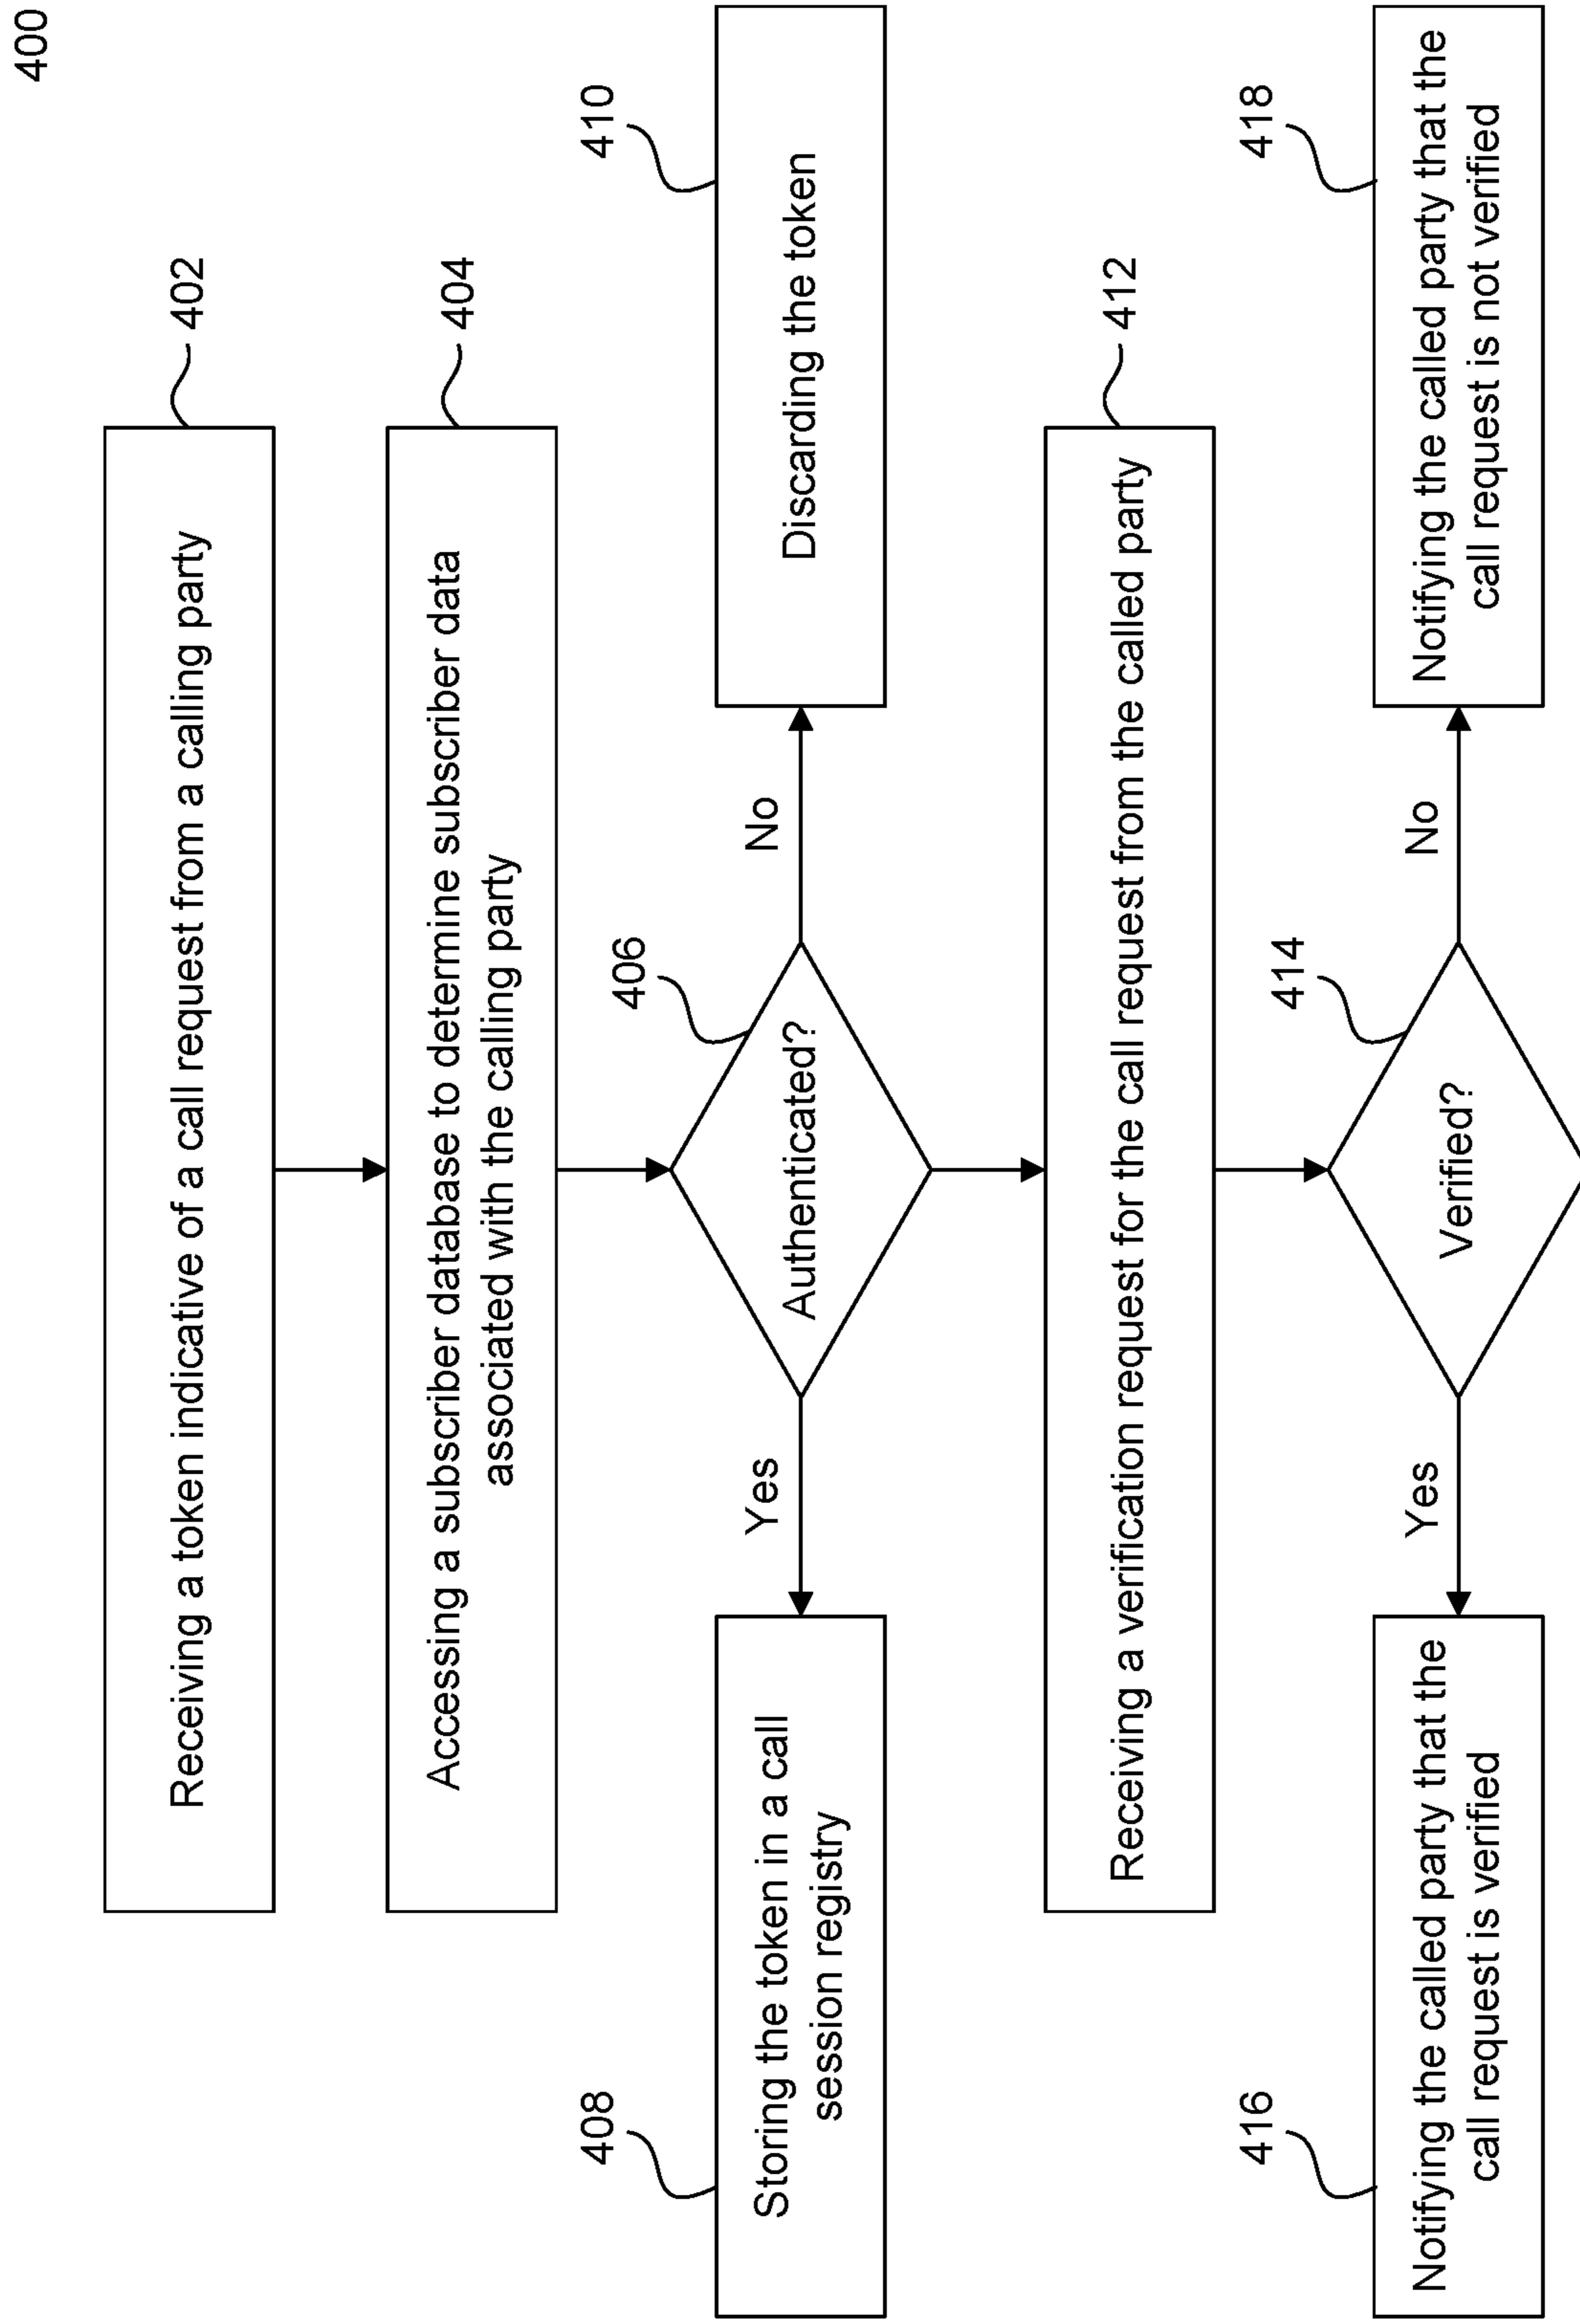 400
Receiving a token indicative of a call request from a calling party
402
Accessing a subscriber database to determine subscriber data
associated with the calling party
404
406
Authenticated?
Yes
No
408
Storing the token in a call
session registry
410
Discarding the token
Receiving a verification request for the call request from the called party
412
414
Verified?
Yes
No
416
Notifying the called party that the
call request is verified
418
Notifying the called party that the
call request is not verified